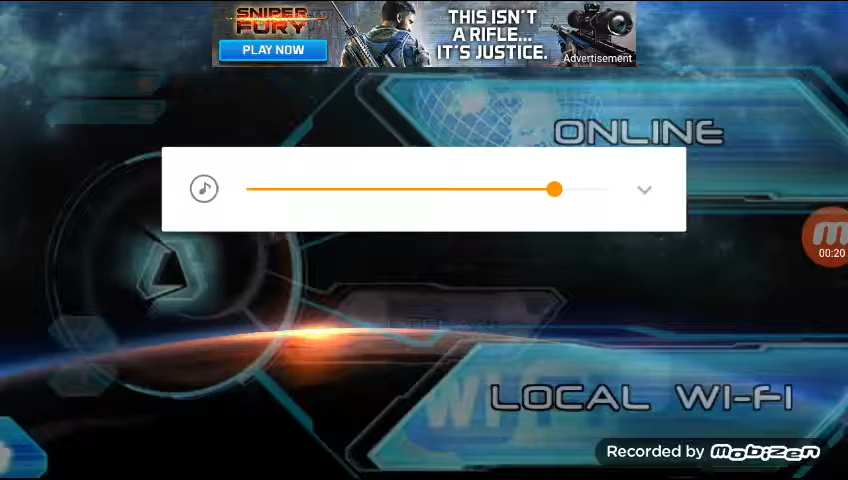 SNIPER
FURY
PLAY NOW
THIS ISN'T
A RIFLE...
IT'S JUSTICE.
Advertisement
ONLINE
00:20
LOCAL WI-FI
Recorded by MOBIZEN